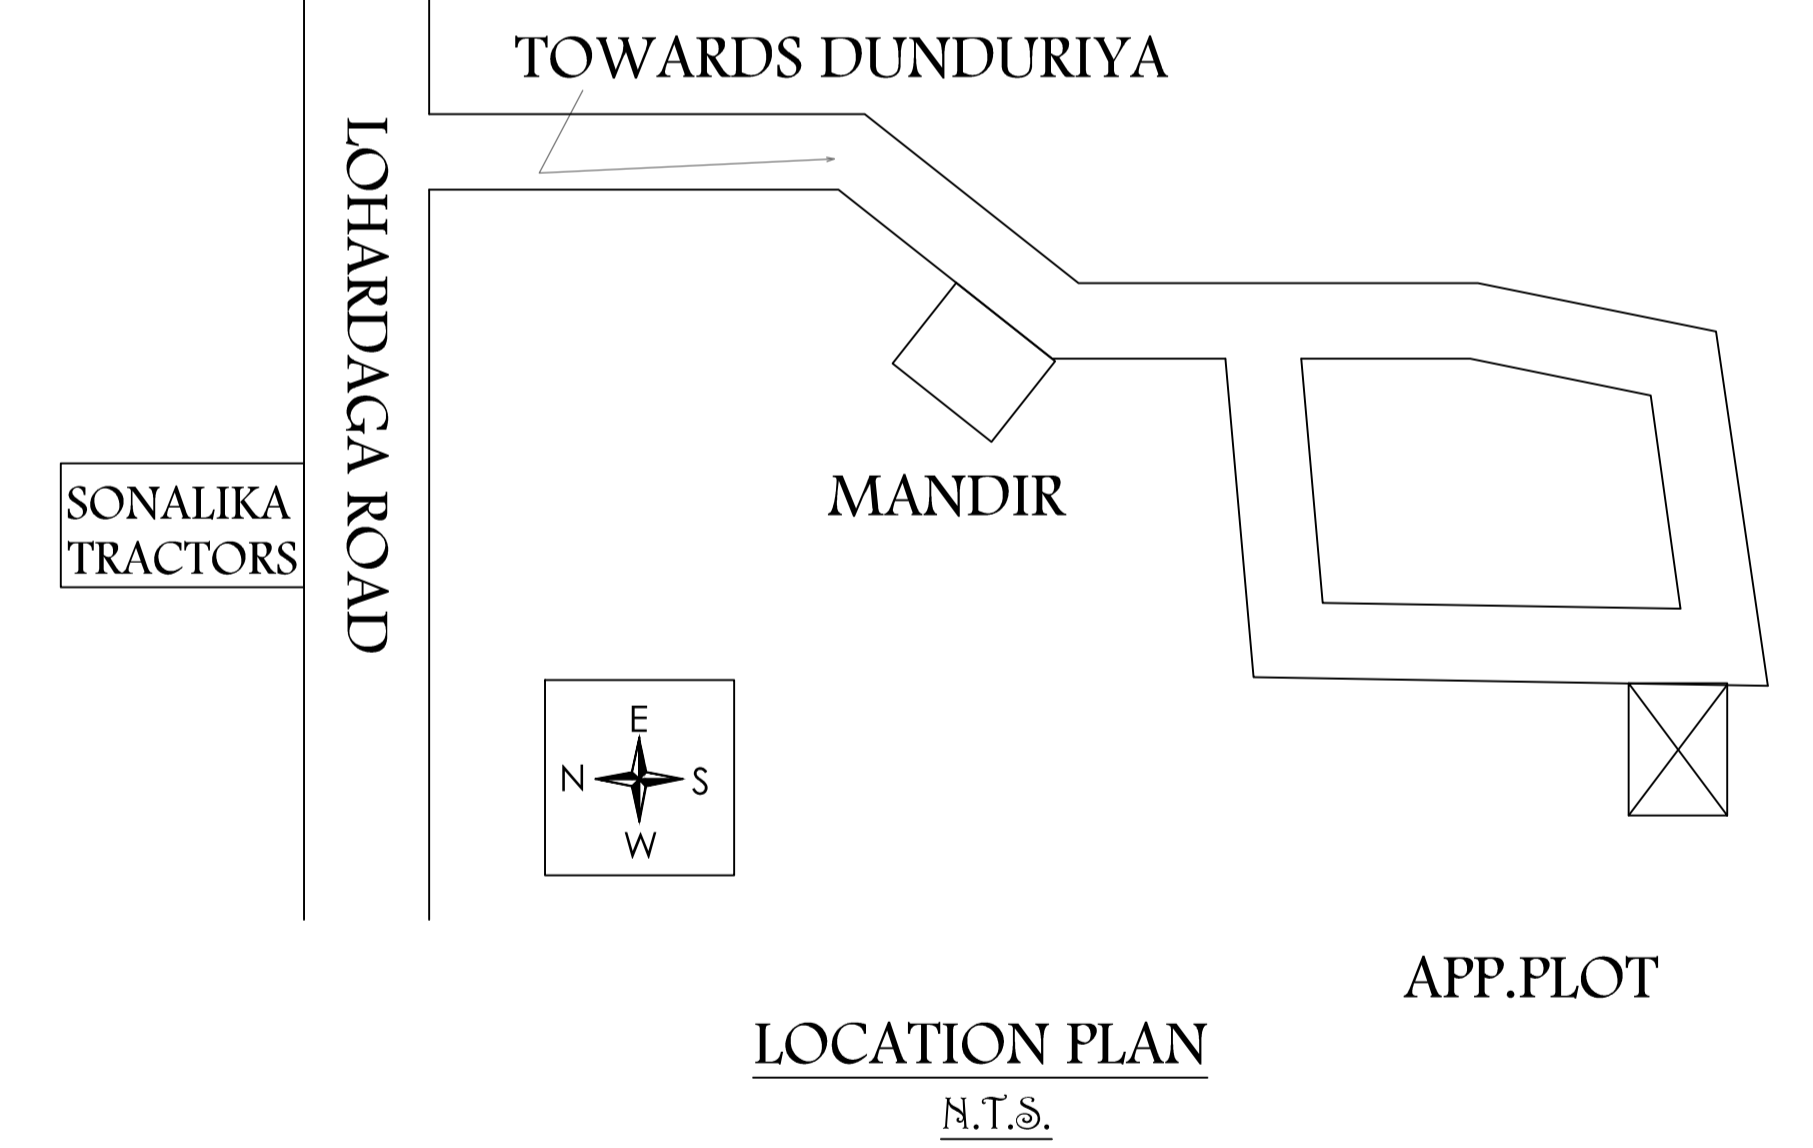 TOWARDS DUNDURIYA
LOHARDAGA ROAD
SONALIKA
TRACTORS
MANDIR
E
N S
W
APP.PLOT
LOCATION PLAN
N.T.S.